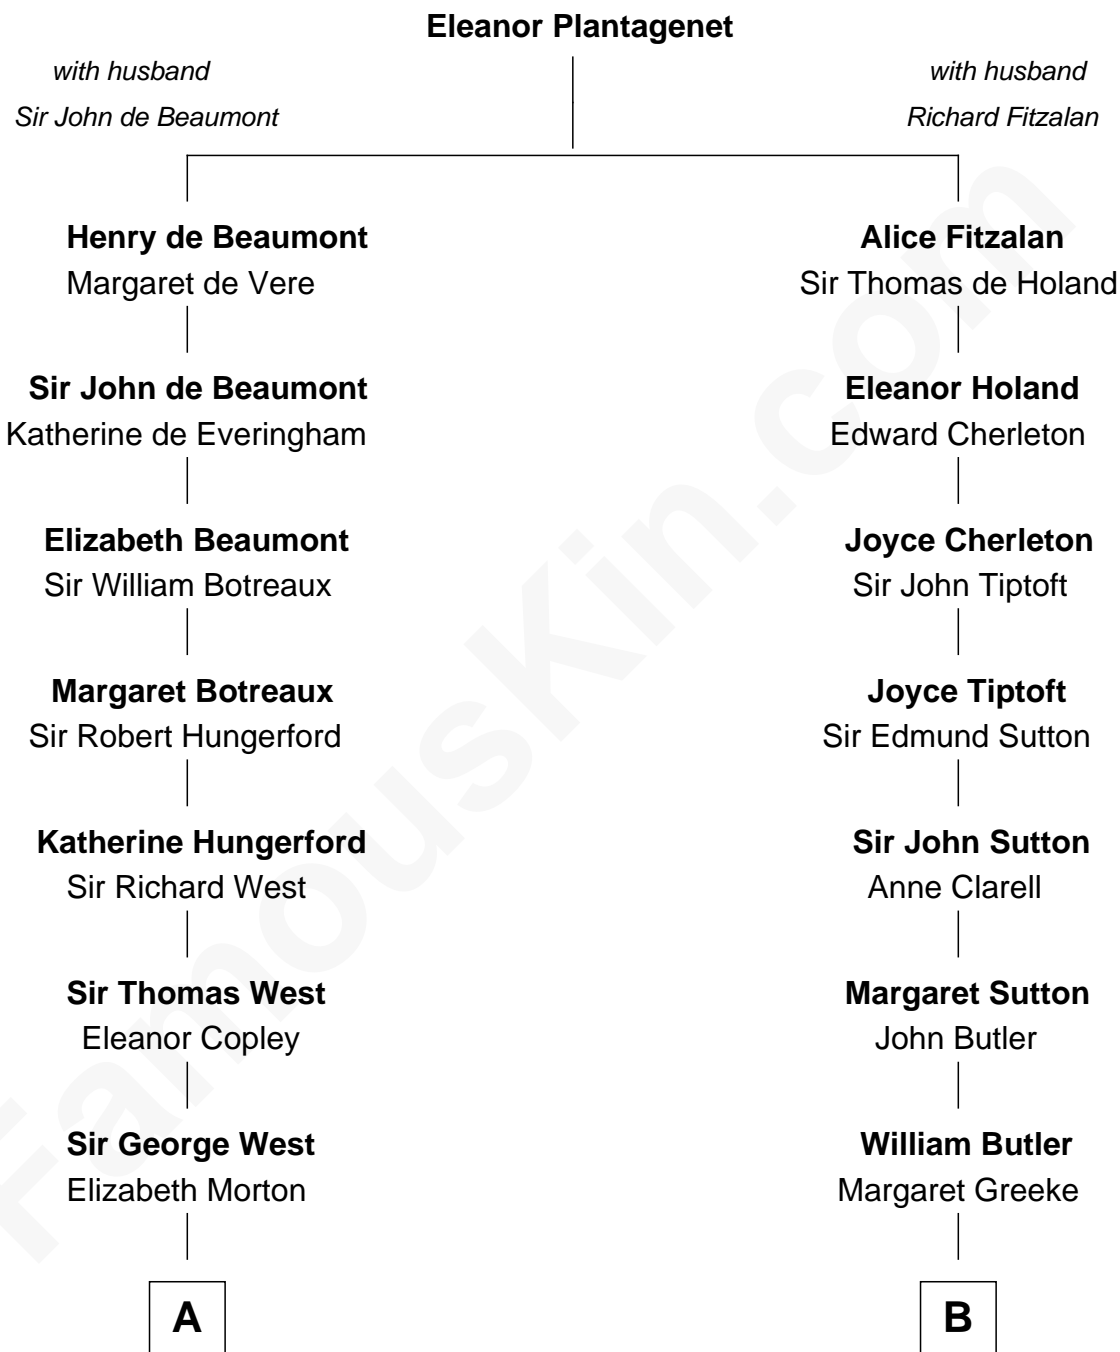 Eleanor Plantagenet
with husband
Sir John de Beaumont
with husband
Richard Fitzalan
Henry de Beaumont
Margaret de Vere
Alice Fitzalan
Sir Thomas de Holand
Sir John de Beaumont
Katherine de Everingham
Eleanor Holand
Edward Cherleton
Elizabeth Beaumont
Sir William Botreaux
Joyce Cherleton
Sir John Tiptoft
Margaret Botreaux
Sir Robert Hungerford
Joyce Tiptoft
Sir Edmund Sutton
Katherine Hungerford
Sir Richard West
Sir John Sutton
Anne Clarell
Sir Thomas West
Eleanor Copley
Margaret Sutton
John Butler
Sir George West
Elizabeth Morton
William Butler
Margaret Greeke
A
B
FamousKin.com